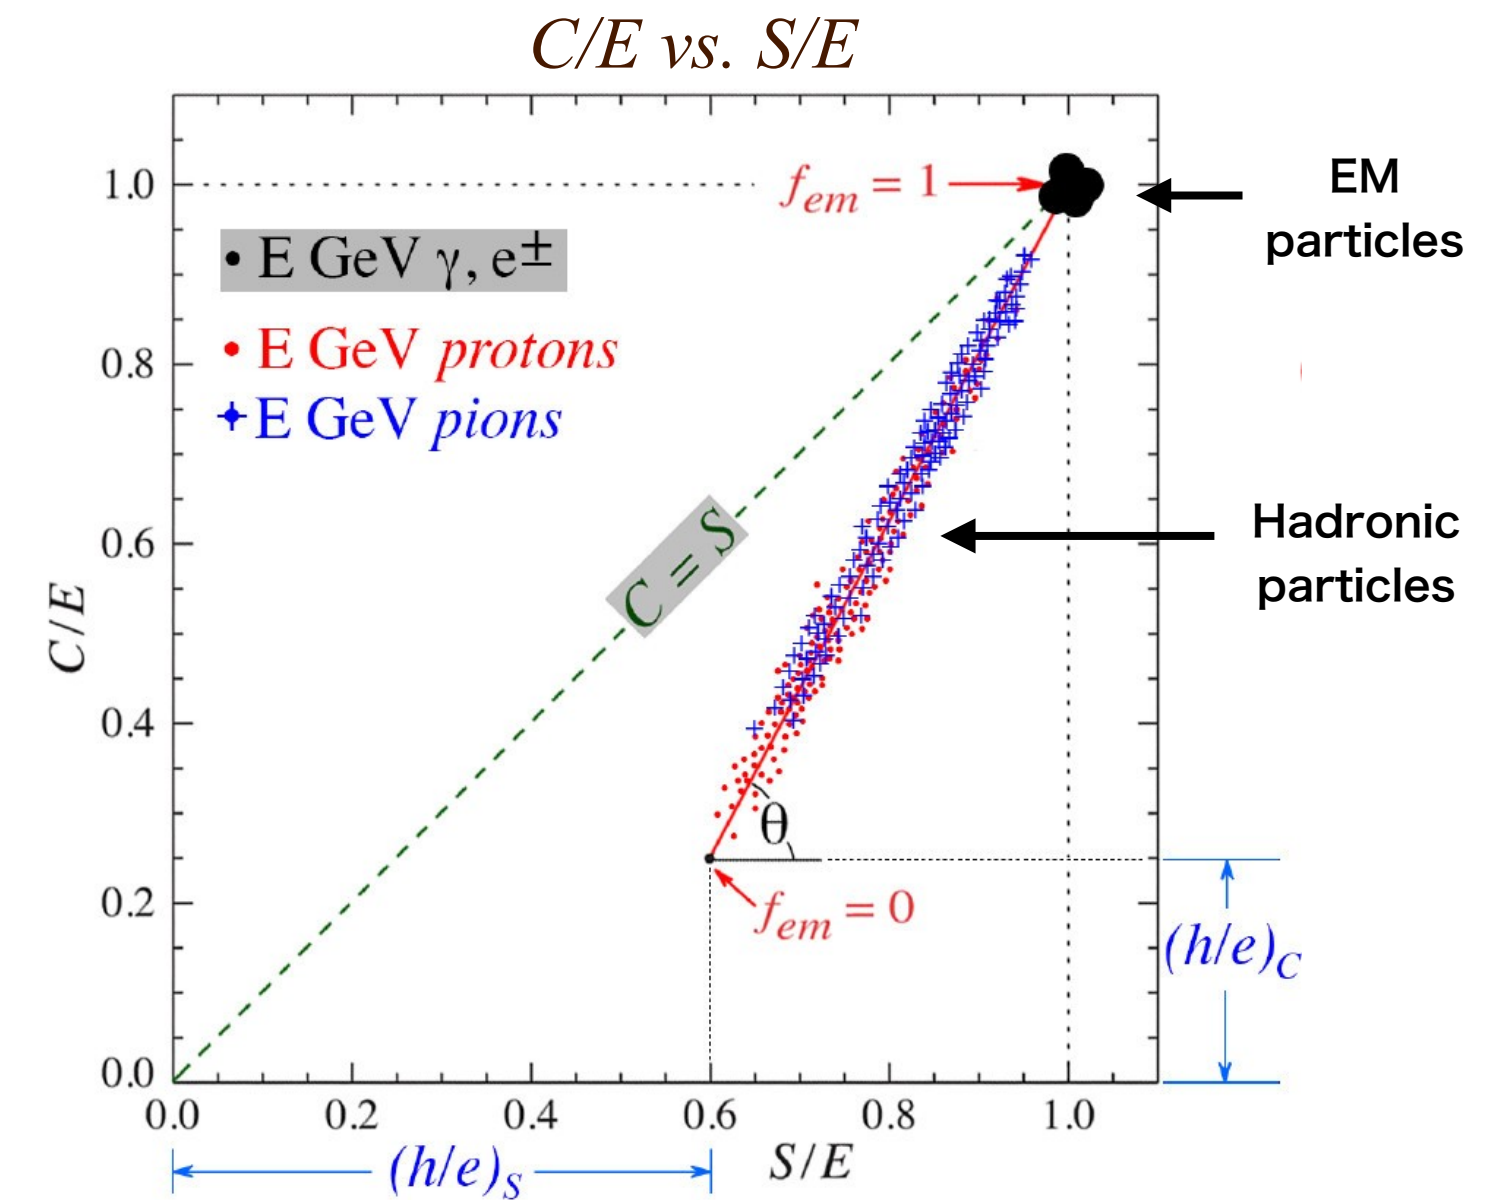 C/E vs. S/E
1.0
0.8
0.6
0.4
0.2
0.0
C/E
f_em = 1
EM
particles
• E GeV γ, e±
• E GeV protons
E GeV pions
C = S
Hadronic
particles
θ
f_em = 0
(h/e)_C
0.0 0.2 0.4 0.6 0.8 1.0
(h/e)_S
S/E